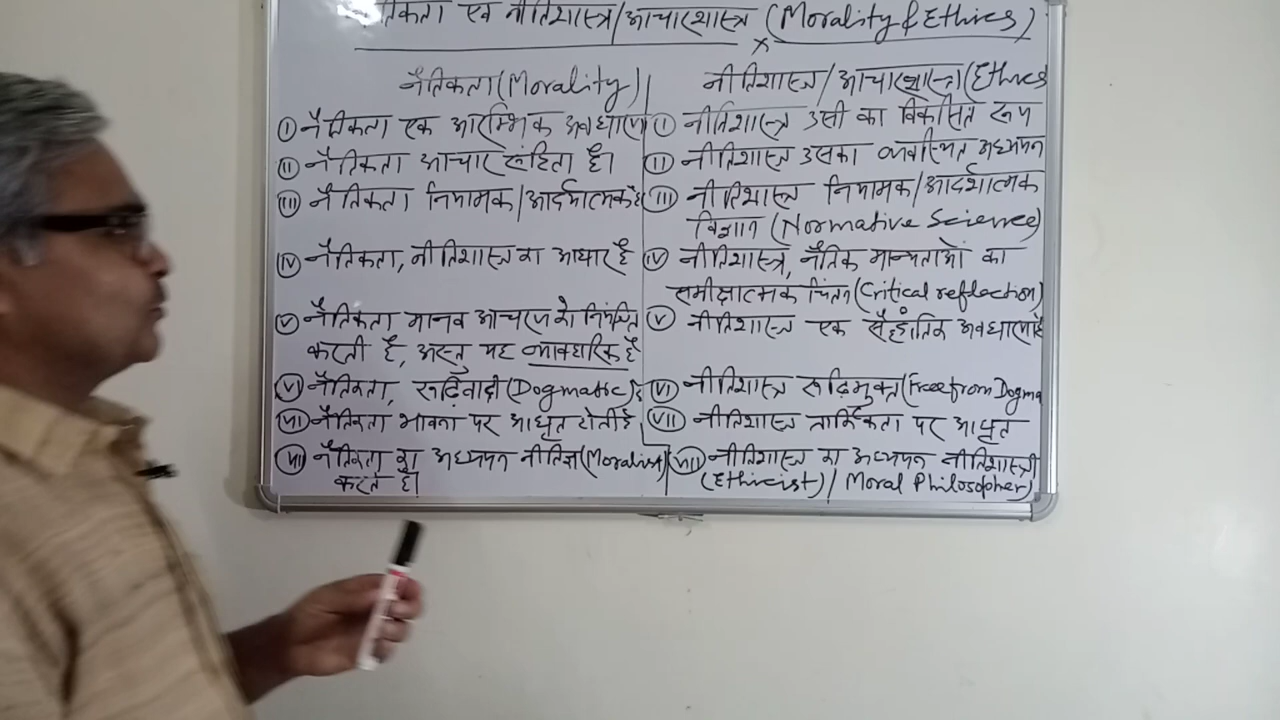 नैतिकता एवं नीतिशास्त्र/आचारशास्त्र (Morality & Ethics)
नैतिकता (Morality)
(I) नैतिकता एक आरम्भिक अवधारणा
(II) नैतिकता आचार संहिता है।
(III) नैतिकता नियामक/आदर्शात्मक है
(IV) नैतिकता, नीतिशास्त्र का आधार है
(V) नैतिकता मानव आचरण को नियंत्रित
करती है, अस्तु यह व्यावहारिक है
(VI) नैतिकता, रूढ़िवादी (Dogmatic) है
(VII) नैतिकता भावना पर आधृत होती है
नैतिकता का अध्ययन नीतिज्ञ (Moralist)
करते है।
नीतिशास्त्र/आचारशास्त्र (Ethics
(I) नीतिशास्त्र उसी का विकसित रूप
(II) नीतिशास्त्र उसका व्यवस्थित अध्ययन
(III) नीतिशास्त्र नियामक/आदर्शात्मक
विज्ञान (Normative Science)
(IV) नीतिशास्त्र, नैतिक मान्यताओं का
समीक्षात्मक चिंतन (Critical reflection)
(V) नीतिशास्त्र एक सैद्धांतिक अवधारणा है
(VI) नीतिशास्त्र रूढ़िमुक्त (Free from Dogma
(VII) नीतिशास्त्र तार्किकता पर आधृत
(VIII) नीतिशास्त्र का अध्ययन नीतिशास्त्री
(Ethicist) / Moral Philosopher)